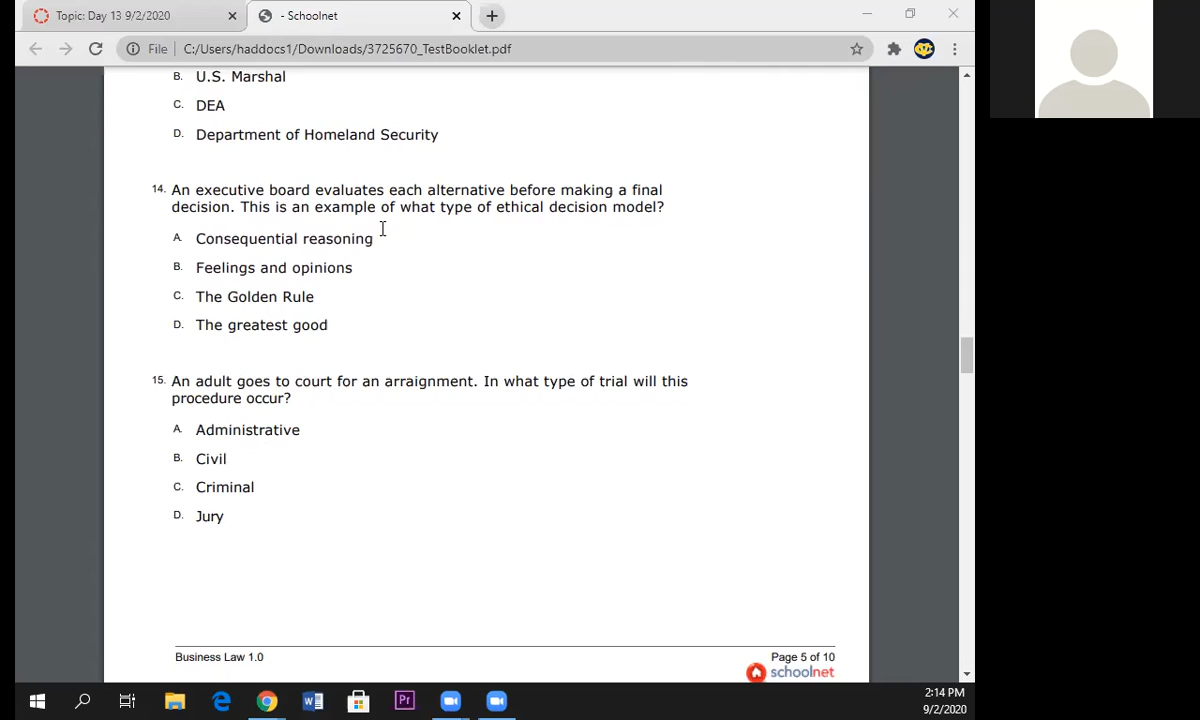 Topic: Day 13 9/2/2020
- Schoolnet
File
C:/Users/haddocs1/Downloads/3725670_TestBooklet.pdf
B. U.S. Marshal
C. DEA
D. Department of Homeland Security
14. An executive board evaluates each alternative before making a final
decision. This is an example of what type of ethical decision model?
A. Consequential reasoning
B. Feelings and opinions
C. The Golden Rule
D. The greatest good
15. An adult goes to court for an arraignment. In what type of trial will this
procedure occur?
A. Administrative
B. Civil
C. Criminal
D. Jury
Business Law 1.0
Page 5 of 10
schoolnet
Pr
2:14 PM
9/2/2020